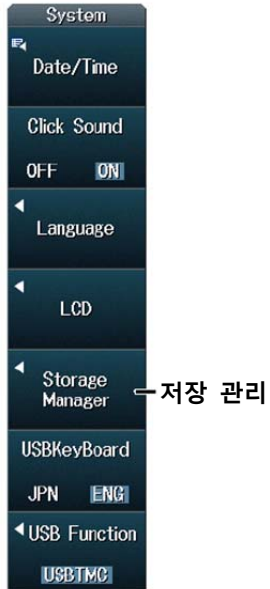 System
Date/Time
Click Sound
OFF ON
Language
LCD
Storage
Manager
저장 관리
USBKeyBoard
JPN ENG
USB Function
USBTMC